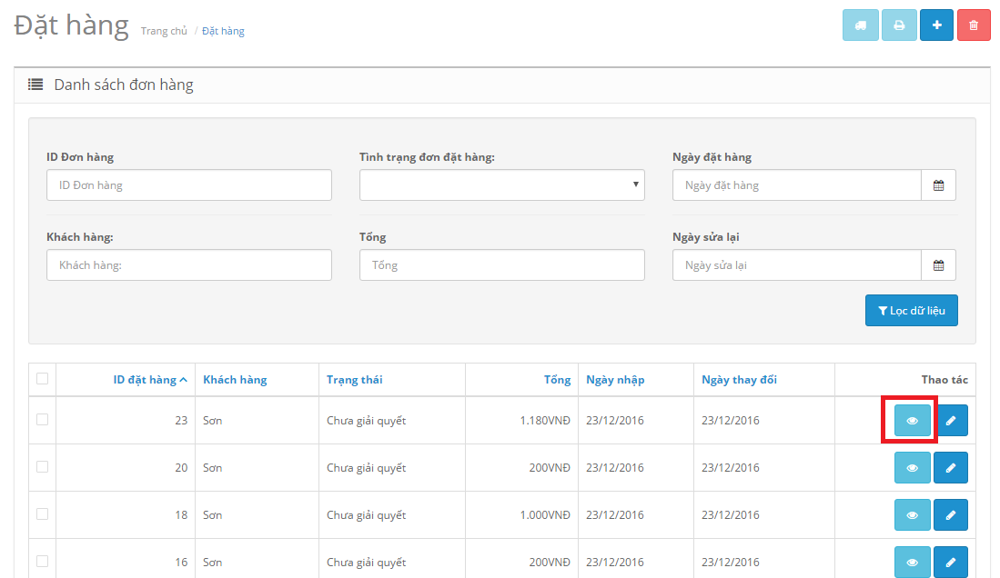 Đặt hàng Trang chủ / Đặt hàng
Danh sách đơn hàng
ID Đơn hàng Tình trạng đơn đặt hàng: Ngày đặt hàng
ID Đơn hàng Ngày đặt hàng
Khách hàng: Tổng Ngày sửa lại
Khách hàng: Tổng Ngày sửa lại
Lọc dữ liệu
ID đặt hàng Khách hàng Trạng thái Tổng Ngày nhập Ngày thay đổi Thao tác
23 Sơn Chưa giải quyết 1.180VNĐ 23/12/2016 23/12/2016
20 Sơn Chưa giải quyết 200VNĐ 23/12/2016 23/12/2016
18 Sơn Chưa giải quyết 1.000VNĐ 23/12/2016 23/12/2016
16 Sơn Chưa giải quyết 200VNĐ 23/12/2016 23/12/2016